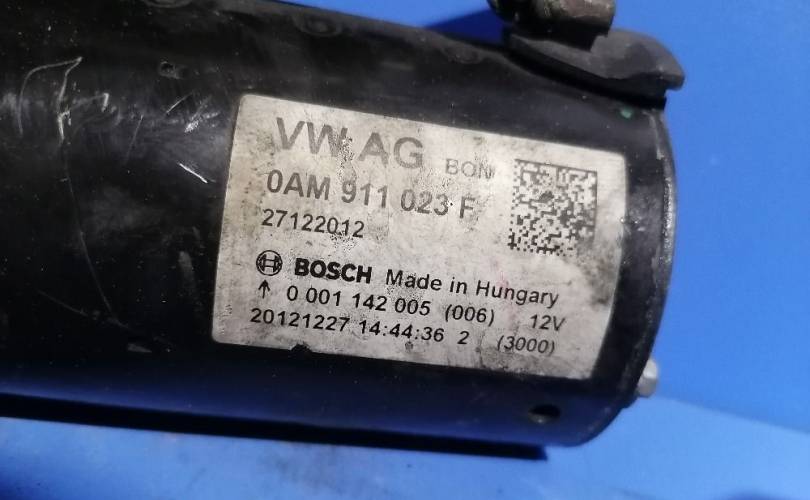 VW AG BON
0AM 911 023 F
27122012
BOSCH Made in Hungary
↑ 0 001 142 005 (006) 12V
20121227 14:44:36 2 (3000)